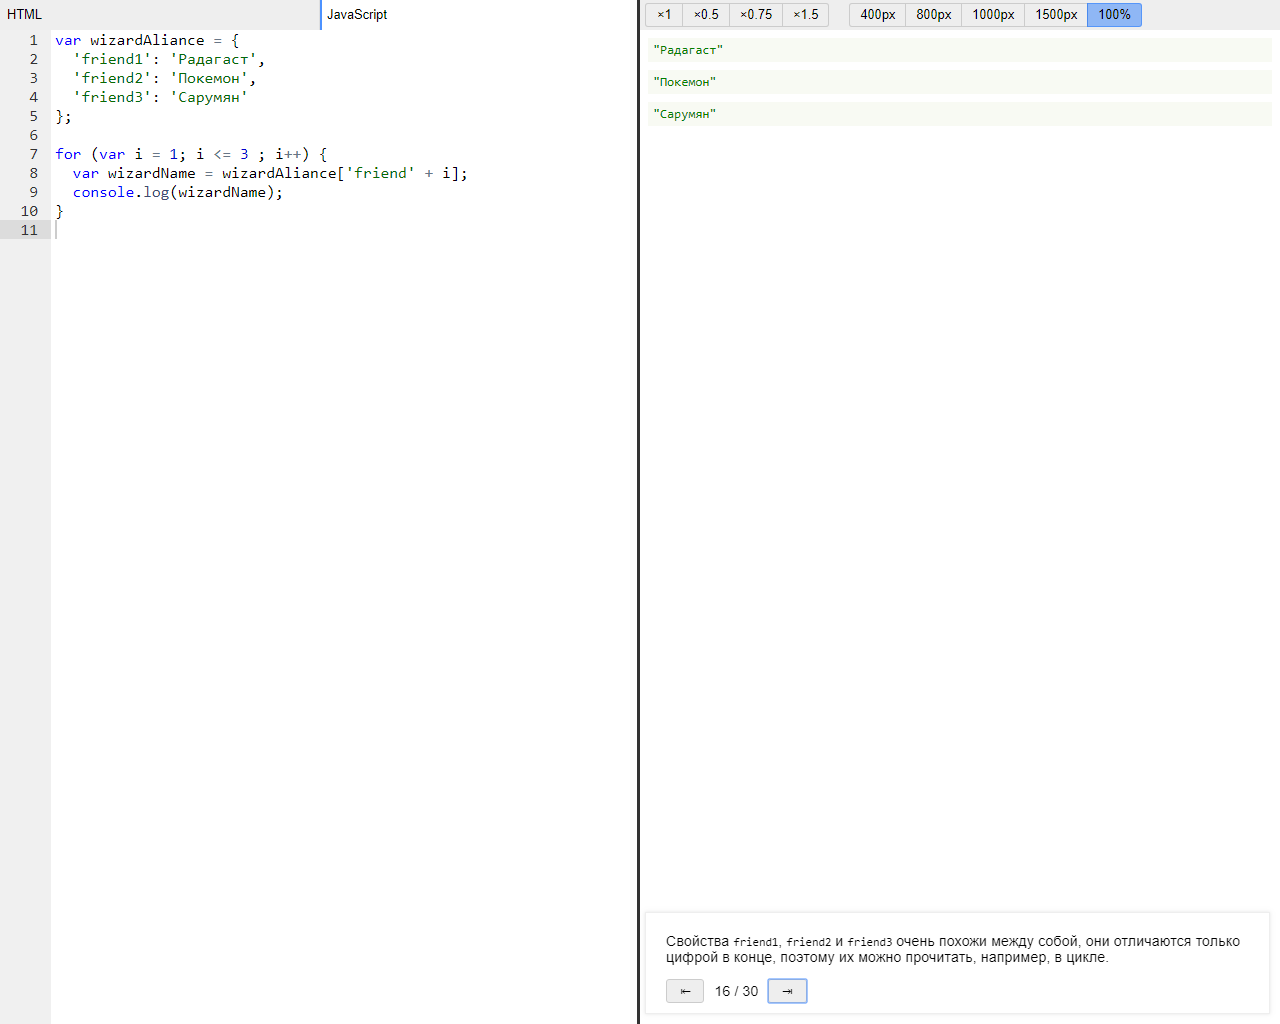 HTML
JavaScript
×1 ×0.5 ×0.75 ×1.5 400px 800px 1000px 1500px 100%
1 var wizardAliance = {
2   'friend1': 'Радагаст',
3   'friend2': 'Покемон',
4   'friend3': 'Сарумян'
5 };
6
7 for (var i = 1; i <= 3 ; i++) {
8   var wizardName = wizardAliance['friend' + i];
9   console.log(wizardName);
10 }
11
"Радагаст"
"Покемон"
"Сарумян"
Свойства friend1, friend2 и friend3 очень похожи между собой, они отличаются только
цифрой в конце, поэтому их можно прочитать, например, в цикле.
⇤ 16 / 30 ⇥